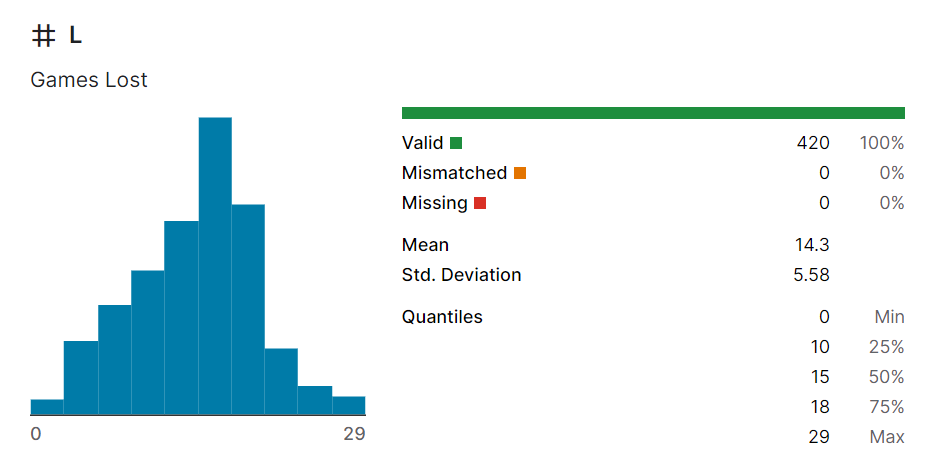 # L
Games Lost
0 29
Valid 420 100%
Mismatched 0 0%
Missing 0 0%
Mean 14.3
Std. Deviation 5.58
Quantiles 0 Min
10 25%
15 50%
18 75%
29 Max